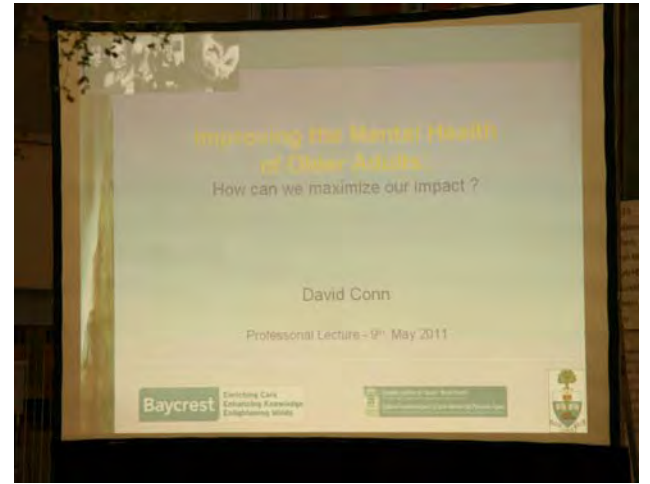 Improving the Mental Health
of Older Adults:
How can we maximize our impact ?
David Conn
Professorial Lecture - 9th May 2011
Baycrest
Enriching Care
Enhancing Knowledge
Enlightening Minds